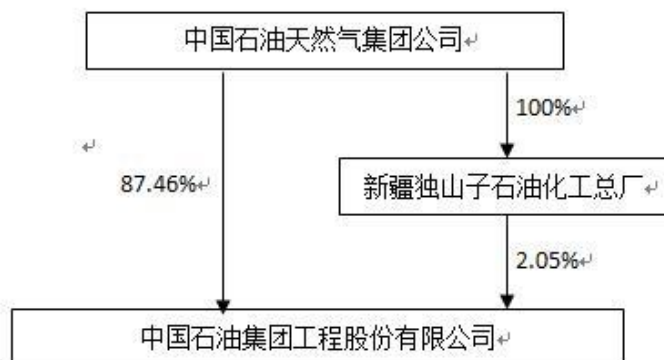 中国石油天然气集团公司
100%
87.46%
新疆独山子石油化工总厂
2.05%
中国石油集团工程股份有限公司